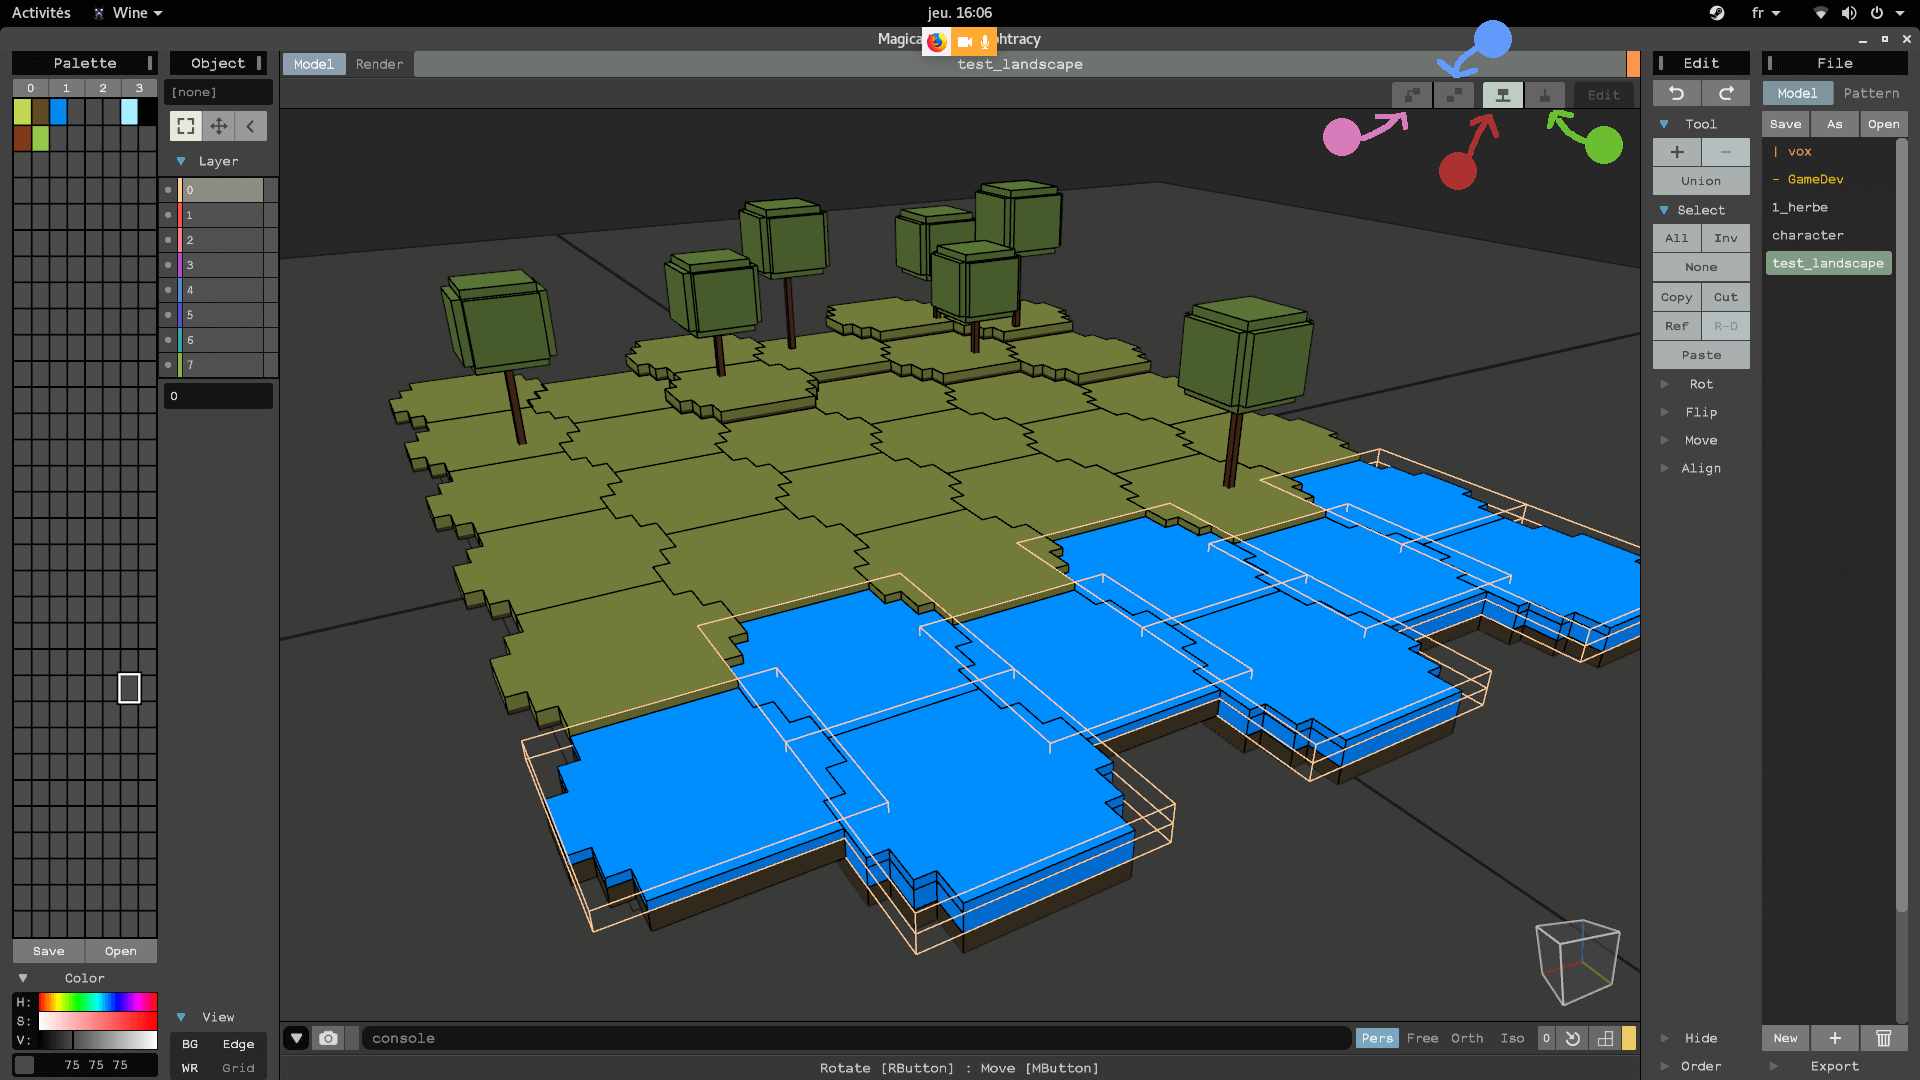 Activités
Wine
jeu. 16:06
fr
Magica
htracy
Palette
Object
Model
Render
test_landscape
Edit
File
0 1 2 3
[none]
Edit
Model
Pattern
Layer
Tool
Save
As
Open
0
1
2
3
4
5
6
7
0
+
-
Union
Select
All
Inv
None
Copy
Cut
Ref
R-D
Paste
Rot
Flip
Move
Align
| vox
- GameDev
1_herbe
character
test_landscape
Save
Open
Color
H:
S:
V:
75 75 75
View
BG
Edge
WR
Grid
console
Pers
Free
Orth
Iso
0
Hide
Order
New
+
Export
Rotate [RButton] : Move [MButton]